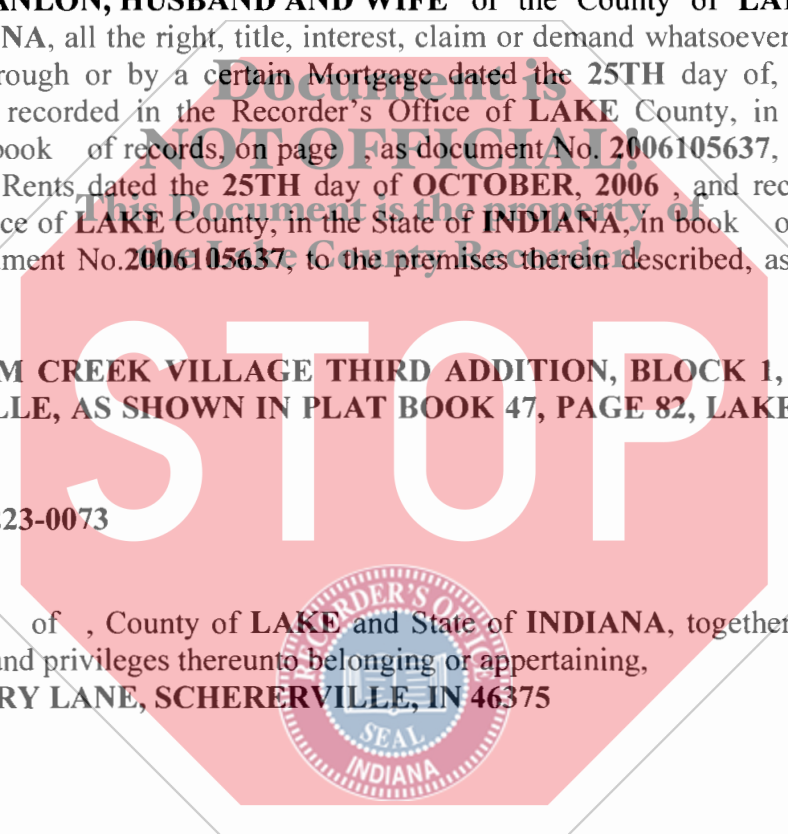 ANLON, HUSBAND AND WIFE of the County of LA
NA, all the right, title, interest, claim or demand whatsoever
rough or by a certain Mortgage dated the 25TH day of,
Document is
recorded in the Recorder's Office of LAKE County, in
NOT OFFICIAL!
book of records, on page , as document No. 2006105637,
Rents dated the 25TH day of OCTOBER, 2006 , and rec
This Document is the property of
ce of LAKE County, in the State of INDIANA, in book o
the Lake County Recorder!
ment No.2006105637, to the premises therein described, as
M CREEK VILLAGE THIRD ADDITION, BLOCK 1,
LLE, AS SHOWN IN PLAT BOOK 47, PAGE 82, LAKE
STOP
223-0073
of , County of LAKE and State of INDIANA, together
and privileges thereunto belonging or appertaining,
RY LANE, SCHERERVILLE, IN 46375
RECORDER'S OFFICE
SEAL
INDIANA